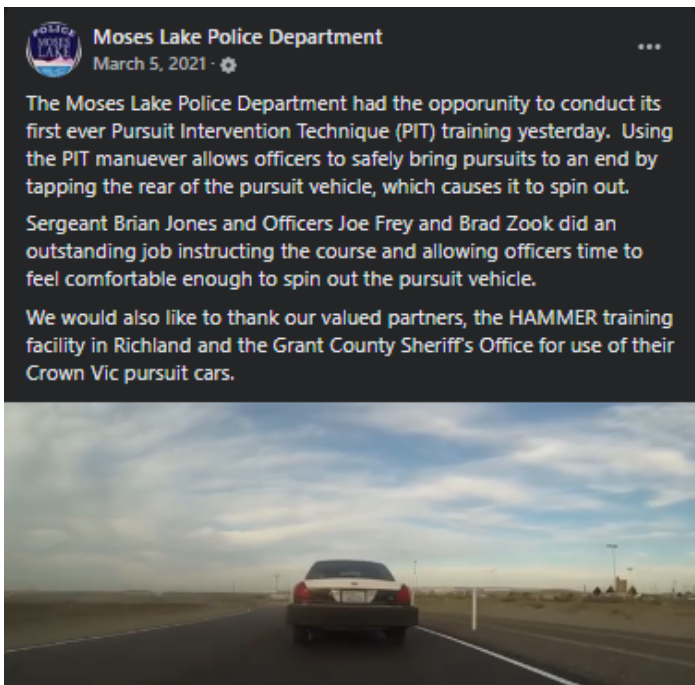 POLICE
MOSES
LAKE
Moses Lake Police Department
March 5, 2021 ·
The Moses Lake Police Department had the opporunity to conduct its
first ever Pursuit Intervention Technique (PIT) training yesterday. Using
the PIT manuever allows officers to safely bring pursuits to an end by
tapping the rear of the pursuit vehicle, which causes it to spin out.
Sergeant Brian Jones and Officers Joe Frey and Brad Zook did an
outstanding job instructing the course and allowing officers time to
feel comfortable enough to spin out the pursuit vehicle.
We would also like to thank our valued partners, the HAMMER training
facility in Richland and the Grant County Sheriff's Office for use of their
Crown Vic pursuit cars.